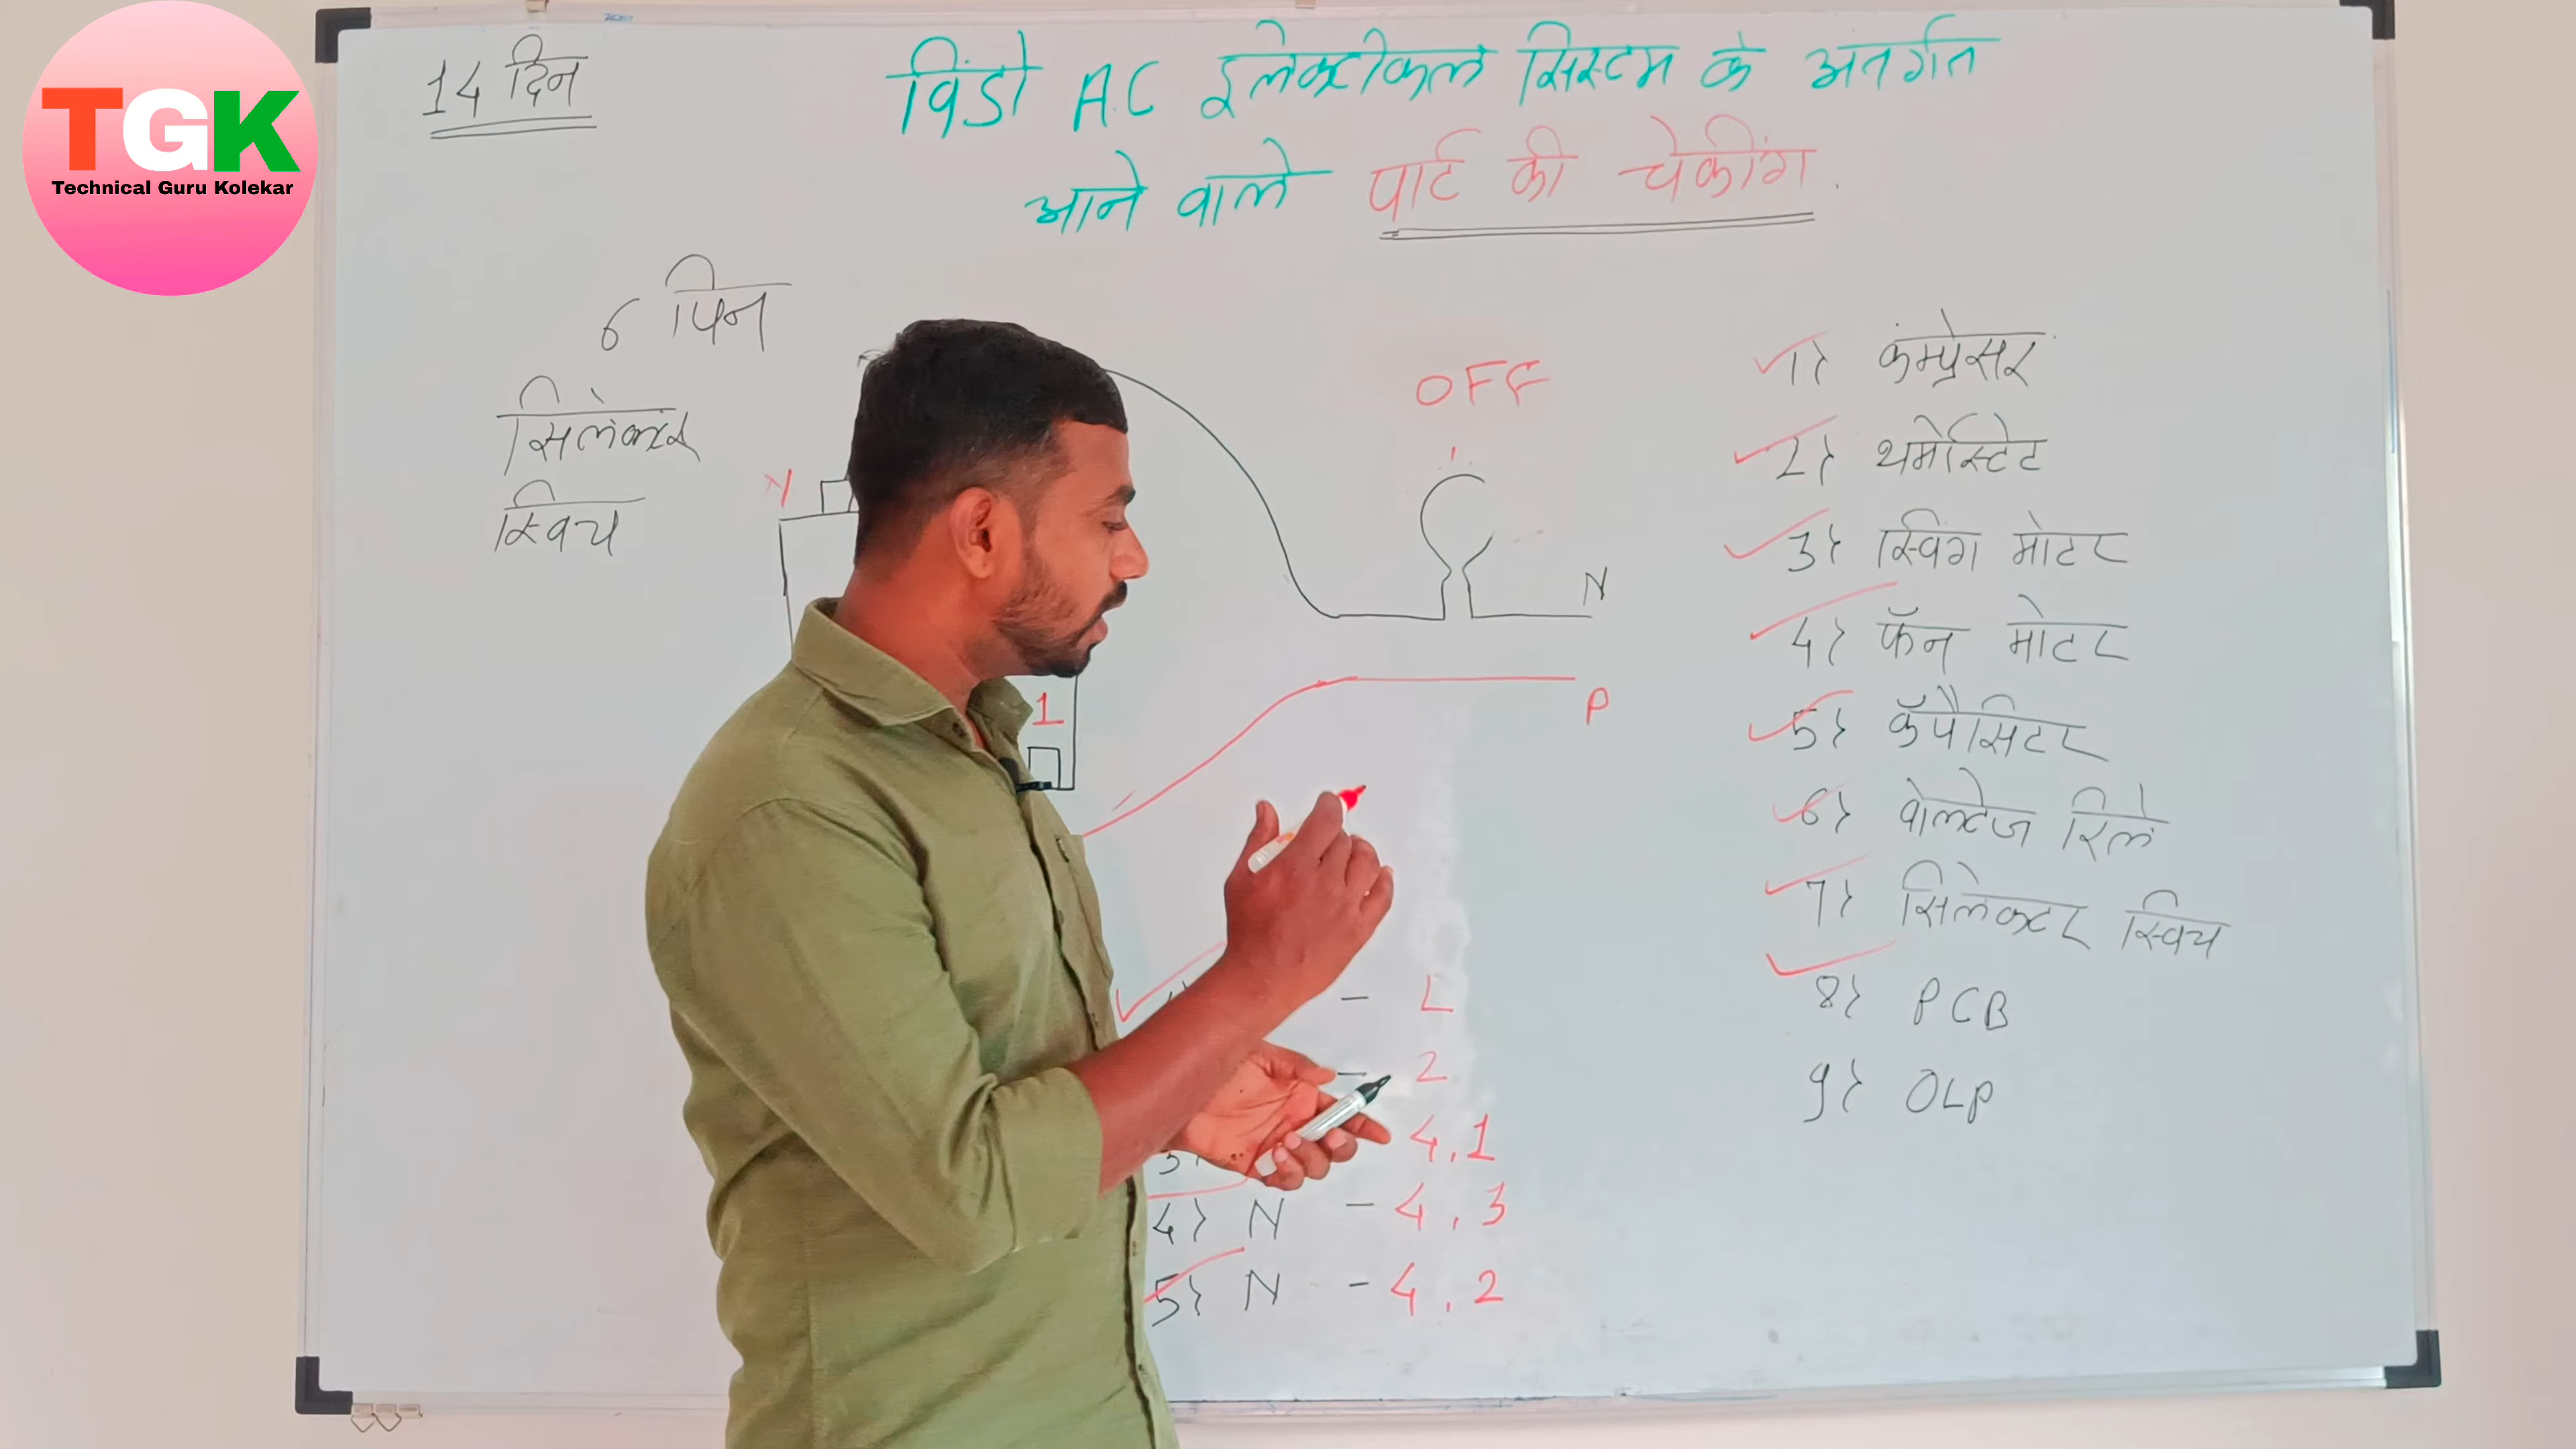 TGK
Technical Guru Kolekar
14 दिन
विंडो A.C इलेक्ट्रीकल सिस्टम के अतर्गत
आने वाले पार्ट की चेकींग.
6 पिन
सिलेक्टर
स्विच
N
1
OFF
N
P
1) कंम्प्रेसर
2) थर्मोस्टेट
3) स्विंग मोटर
4) फॅन मोटर
5) कॅपॅसिटर
6) वोल्टेज रिले
7) सिलेक्टर स्विच
8) PCB
9) OLP
- L
- 2
3) 4,1
4) N - 4,3
5) N - 4,2